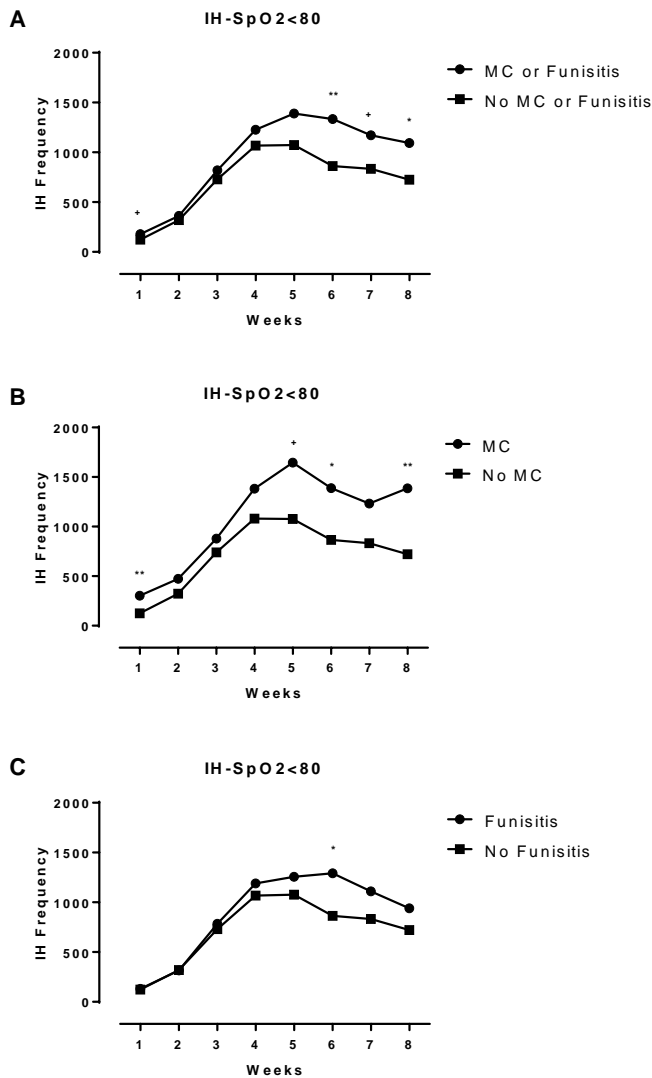 A
IH-SpO2<80
2000
1500
1000
500
0
IH Frequency
**
+
*
+
MC or Funisitis
No MC or Funisitis
1 2 3 4 5 6 7 8
Weeks
B
IH-SpO2<80
2000
1500
1000
500
0
IH Frequency
+
*
**
**
MC
No MC
1 2 3 4 5 6 7 8
Weeks
C
IH-SpO2<80
2000
1500
1000
500
0
IH Frequency
*
Funisitis
No Funisitis
1 2 3 4 5 6 7 8
Weeks